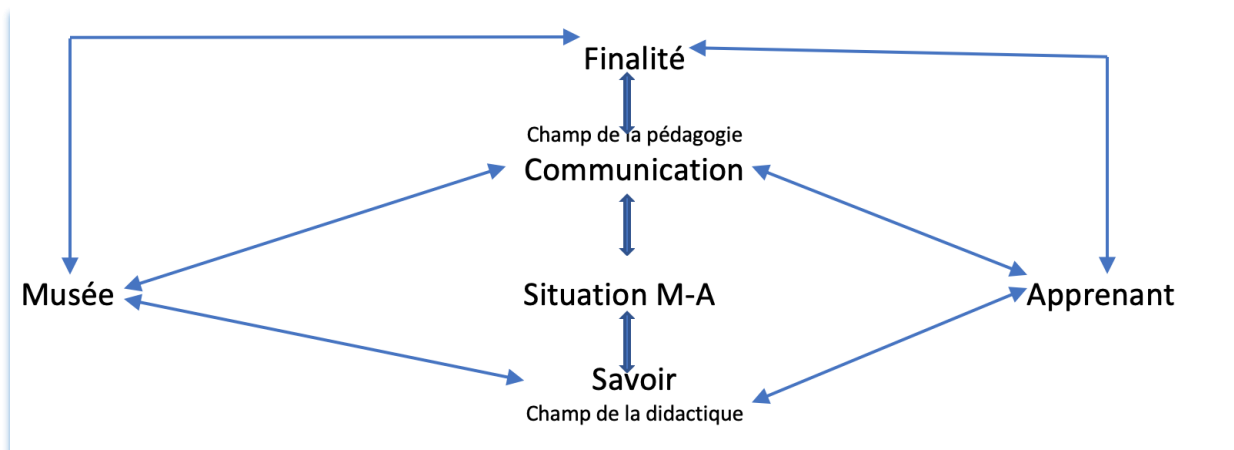 Finalité
Champ de la pédagogie
Communication
Musée
Situation M-A
Apprenant
Savoir
Champ de la didactique